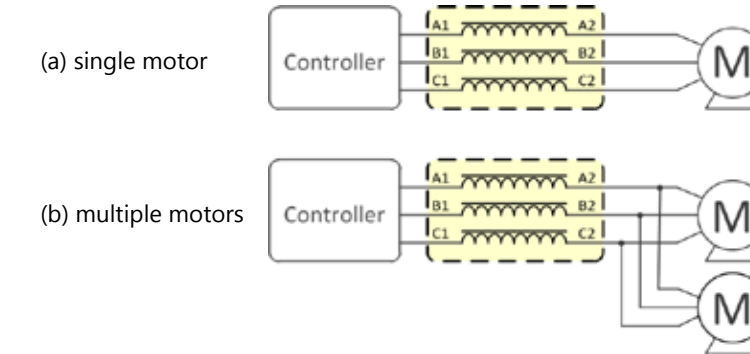 A1 A2
(a) single motor Controller B1 B2 M
C1 C2
A1 A2
(b) multiple motors Controller B1 B2 M
C1 C2
M